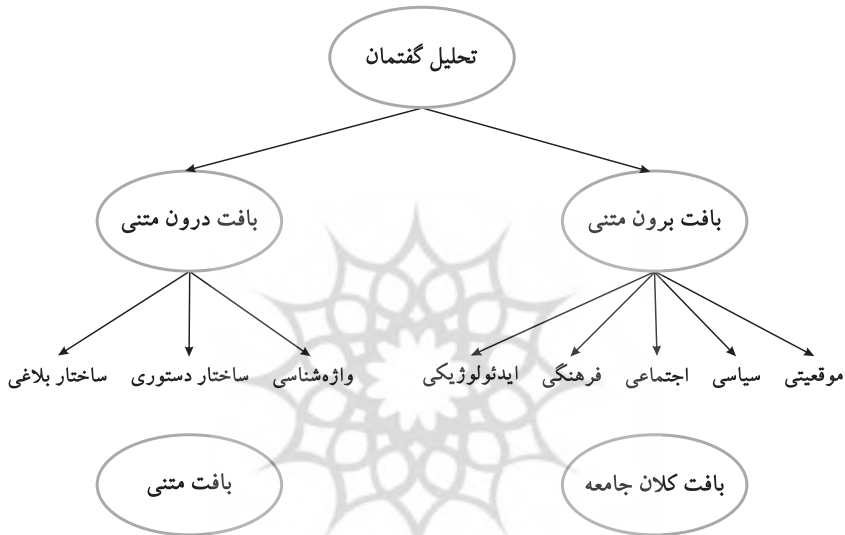 تحلیل گفتمان
بافت برون متنی
بافت درون متنی
موقعیتی
سیاسی
اجتماعی
فرهنگی
ایدئولوژیکی
واژه‌شناسی
ساختار دستوری
ساختار بلاغی
بافت کلان جامعه
بافت متنی